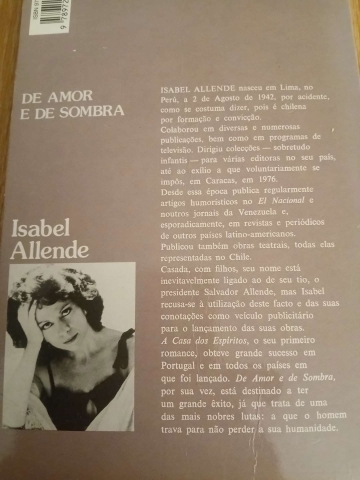 ISBN 97
9 78972
DE AMOR
E DE SOMBRA
ISABEL ALLENDE nasceu em Lima, no
Perú, a 2 de Agosto de 1942, por acidente,
como se costuma dizer, pois é chilena
por formação e convicção.
Colaborou em diversas e numerosas
publicações, bem como em programas de
televisão. Dirigiu colecções — sobretudo
infantis — para várias editoras no seu país,
até ao exílio a que voluntariamente se
impôs, em Caracas, em 1976.
Desde essa época publica regularmente
artigos humorísticos no El Nacional e
noutros jornais da Venezuela e,
esporadicamente, em revistas e periódicos
de outros países latino-americanos.
Publicou também obras teatrais, todas elas
representadas no Chile.
Casada, com filhos, seu nome está
inevitavelmente ligado ao de seu tio, o
presidente Salvador Allende, mas Isabel
recusa-se à utilização deste facto e das suas
conotações como veículo publicitário
para o lançamento das suas obras.
A Casa dos Espíritos, o seu primeiro
romance, obteve grande sucesso em
Portugal e em todos os países em
que foi lançado. De Amor e de Sombra,
por sua vez, está destinado a ter
um grande êxito, já que trata de uma
das mais nobres lutas: a que o homem
trava para não perder a sua humanidade.
Isabel
Allende